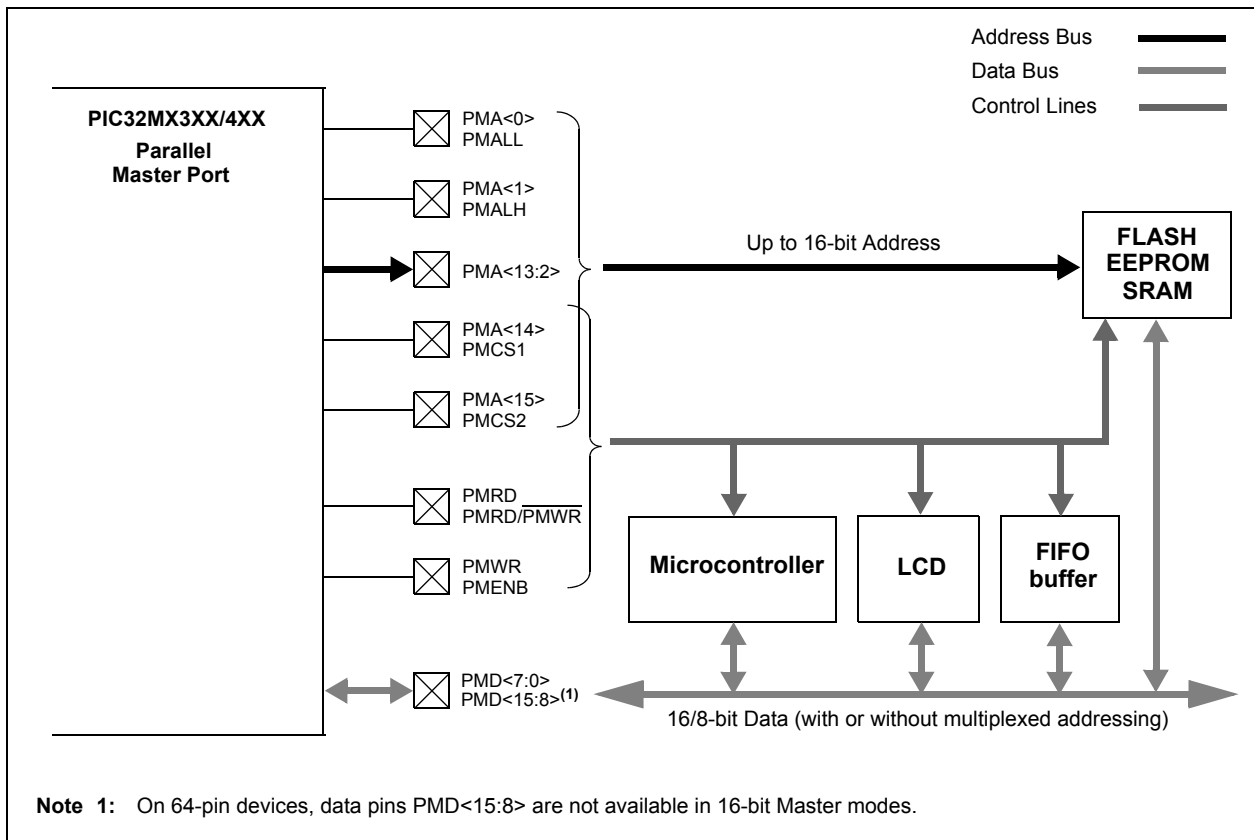 Address Bus
Data Bus
Control Lines
PIC32MX3XX/4XX
Parallel
Master Port
PMA<0>
PMALL
PMA<1>
PMALH
PMA<13:2>
PMA<14>
PMCS1
PMA<15>
PMCS2
PMRD
PMRD/PMWR
PMWR
PMENB
PMD<7:0>
PMD<15:8>(1)
Up to 16-bit Address
FLASH
EEPROM
SRAM
Microcontroller
LCD
FIFO
buffer
16/8-bit Data (with or without multiplexed addressing)
Note 1: On 64-pin devices, data pins PMD<15:8> are not available in 16-bit Master modes.